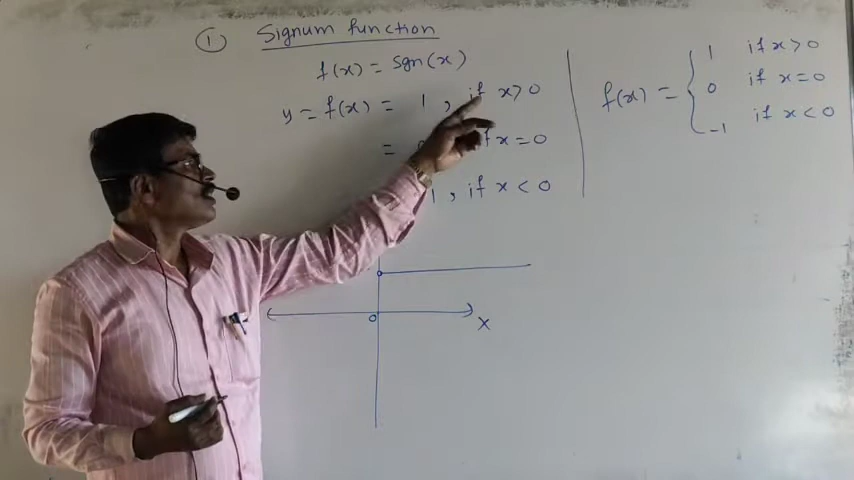 ① Signum function
f(x) = sgn(x)
y = f(x) = 1 , if x > 0
= if x = 0
1 , if x < 0
f(x) = { 1 if x > 0
0 if x = 0
-1 if x < 0
0
X